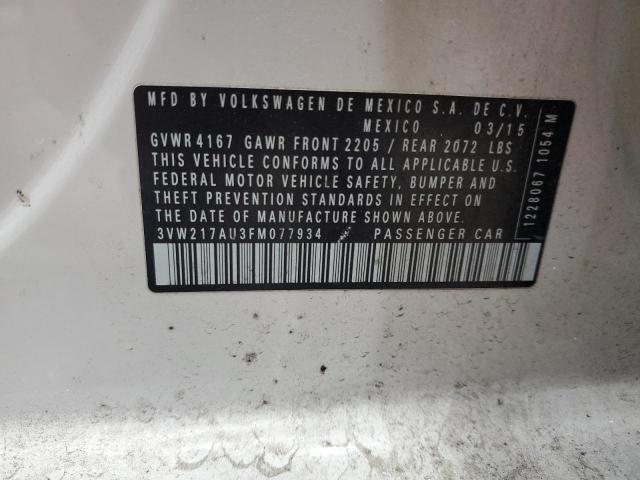 MFD BY VOLKSWAGEN DE MEXICO S.A. DE C.V.
MEXICO 03/15
GVWR 4167 GAWR FRONT 2205 / REAR 2072 LBS
THIS VEHICLE CONFORMS TO ALL APPLICABLE U.S.
FEDERAL MOTOR VEHICLE SAFETY, BUMPER AND
THEFT PREVENTION STANDARDS IN EFFECT ON
THE DATE OF MANUFACTURE SHOWN ABOVE.
3VW217AU3FM077934 PASSENGER CAR
1228067 1054 M